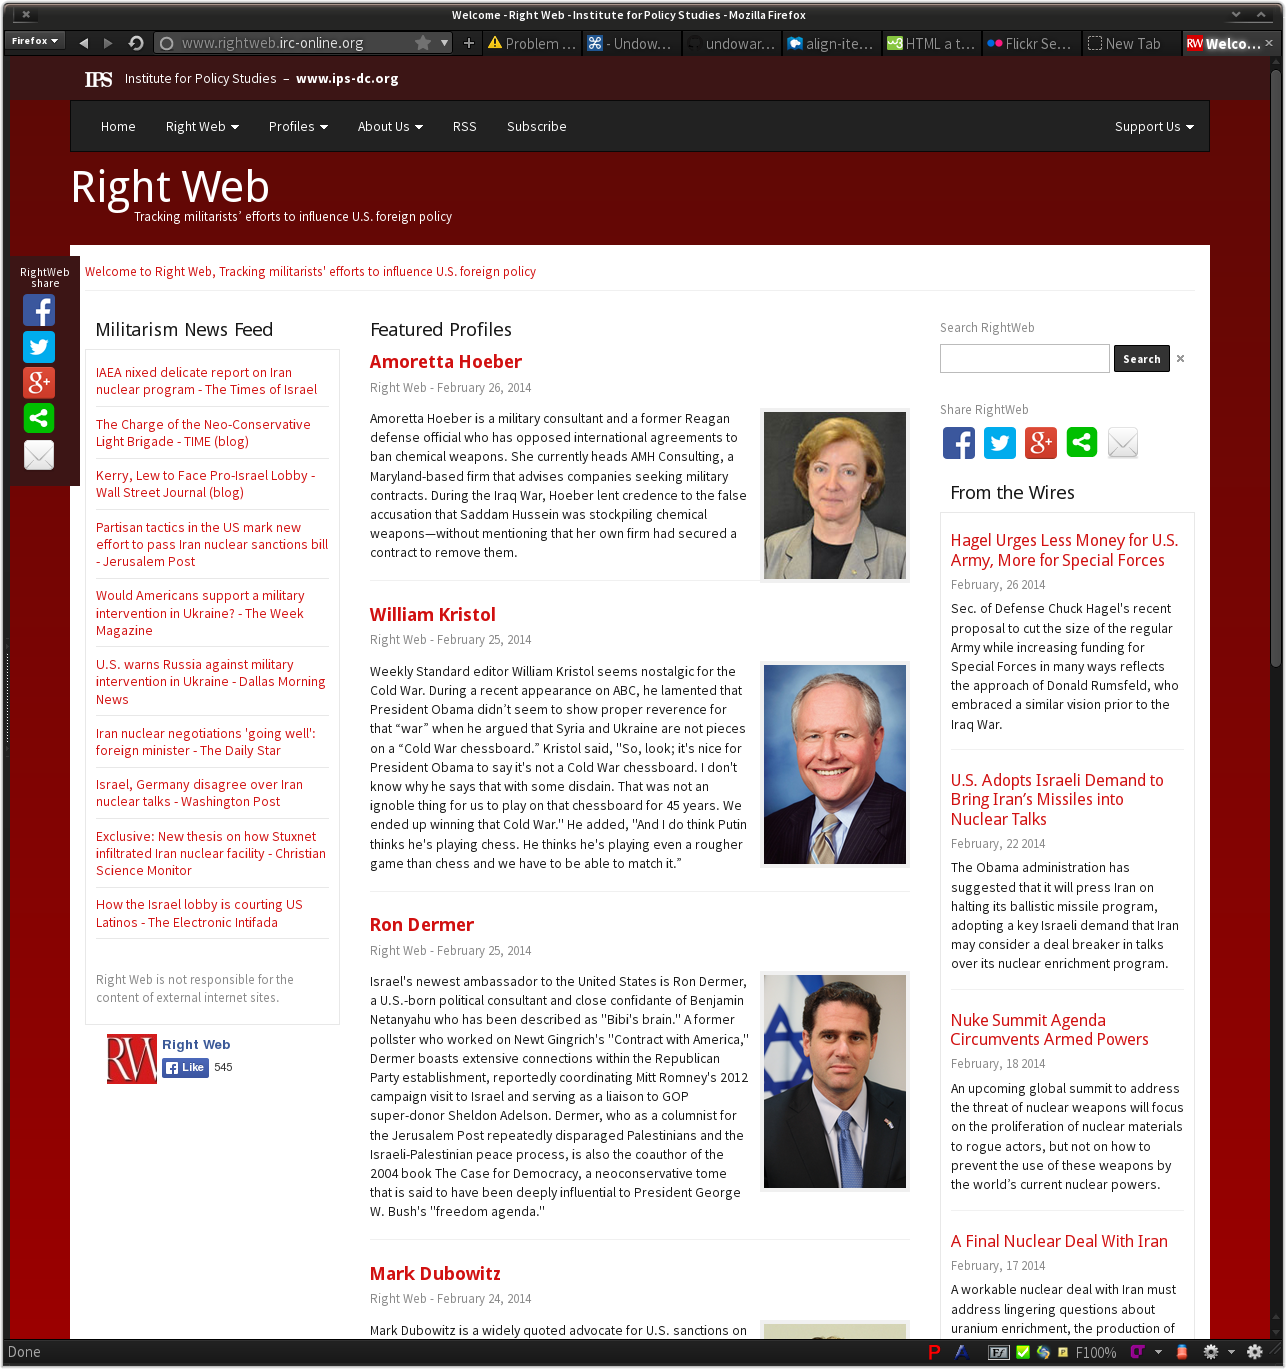 Welcome - Right Web - Institute for Policy Studies - Mozilla Firefox
Firefox
www.rightweb.irc-online.org
Problem ...
- Undow...
undowar...
align-ite...
HTML a t...
Flickr Se...
New Tab
RW Welco...
IPS Institute for Policy Studies – www.ips-dc.org
Home Right Web Profiles About Us RSS Subscribe Support Us
Right Web
Tracking militarists’ efforts to influence U.S. foreign policy
RightWeb
share
Welcome to Right Web, Tracking militarists' efforts to influence U.S. foreign policy
Militarism News Feed
IAEA nixed delicate report on Iran
nuclear program - The Times of Israel
The Charge of the Neo-Conservative
Light Brigade - TIME (blog)
Kerry, Lew to Face Pro-Israel Lobby -
Wall Street Journal (blog)
Partisan tactics in the US mark new
effort to pass Iran nuclear sanctions bill
- Jerusalem Post
Would Americans support a military
intervention in Ukraine? - The Week
Magazine
U.S. warns Russia against military
intervention in Ukraine - Dallas Morning
News
Iran nuclear negotiations 'going well':
foreign minister - The Daily Star
Israel, Germany disagree over Iran
nuclear talks - Washington Post
Exclusive: New thesis on how Stuxnet
infiltrated Iran nuclear facility - Christian
Science Monitor
How the Israel lobby is courting US
Latinos - The Electronic Intifada
Right Web is not responsible for the
content of external internet sites.
RW
Right Web
Like 545
Featured Profiles
Amoretta Hoeber
Right Web - February 26, 2014
Amoretta Hoeber is a military consultant and a former Reagan
defense official who has opposed international agreements to
ban chemical weapons. She currently heads AMH Consulting, a
Maryland-based firm that advises companies seeking military
contracts. During the Iraq War, Hoeber lent credence to the false
accusation that Saddam Hussein was stockpiling chemical
weapons—without mentioning that her own firm had secured a
contract to remove them.
William Kristol
Right Web - February 25, 2014
Weekly Standard editor William Kristol seems nostalgic for the
Cold War. During a recent appearance on ABC, he lamented that
President Obama didn’t seem to show proper reverence for
that “war” when he argued that Syria and Ukraine are not pieces
on a “Cold War chessboard.” Kristol said, "So, look; it's nice for
President Obama to say it's not a Cold War chessboard. I don't
know why he says that with some disdain. That was not an
ignoble thing for us to play on that chessboard for 45 years. We
ended up winning that Cold War." He added, "And I do think Putin
thinks he's playing chess. He thinks he's playing even a rougher
game than chess and we have to be able to match it.”
Ron Dermer
Right Web - February 25, 2014
Israel's newest ambassador to the United States is Ron Dermer,
a U.S.-born political consultant and close confidante of Benjamin
Netanyahu who has been described as "Bibi's brain." A former
pollster who worked on Newt Gingrich's "Contract with America,"
Dermer boasts extensive connections within the Republican
Party establishment, reportedly coordinating Mitt Romney's 2012
campaign visit to Israel and serving as a liaison to GOP
super-donor Sheldon Adelson. Dermer, who as a columnist for
the Jerusalem Post repeatedly disparaged Palestinians and the
Israeli-Palestinian peace process, is also the coauthor of the
2004 book The Case for Democracy, a neoconservative tome
that is said to have been deeply influential to President George
W. Bush's "freedom agenda."
Mark Dubowitz
Right Web - February 24, 2014
Mark Dubowitz is a widely quoted advocate for U.S. sanctions on
Search RightWeb
Search
Share RightWeb
From the Wires
Hagel Urges Less Money for U.S.
Army, More for Special Forces
February, 26 2014
Sec. of Defense Chuck Hagel's recent
proposal to cut the size of the regular
Army while increasing funding for
Special Forces in many ways reflects
the approach of Donald Rumsfeld, who
embraced a similar vision prior to the
Iraq War.
U.S. Adopts Israeli Demand to
Bring Iran’s Missiles into
Nuclear Talks
February, 22 2014
The Obama administration has
suggested that it will press Iran on
halting its ballistic missile program,
adopting a key Israeli demand that Iran
may consider a deal breaker in talks
over its nuclear enrichment program.
Nuke Summit Agenda
Circumvents Armed Powers
February, 18 2014
An upcoming global summit to address
the threat of nuclear weapons will focus
on the proliferation of nuclear materials
to rogue actors, but not on how to
prevent the use of these weapons by
the world’s current nuclear powers.
A Final Nuclear Deal With Iran
February, 17 2014
A workable nuclear deal with Iran must
address lingering questions about
uranium enrichment, the production of
Done
F100%